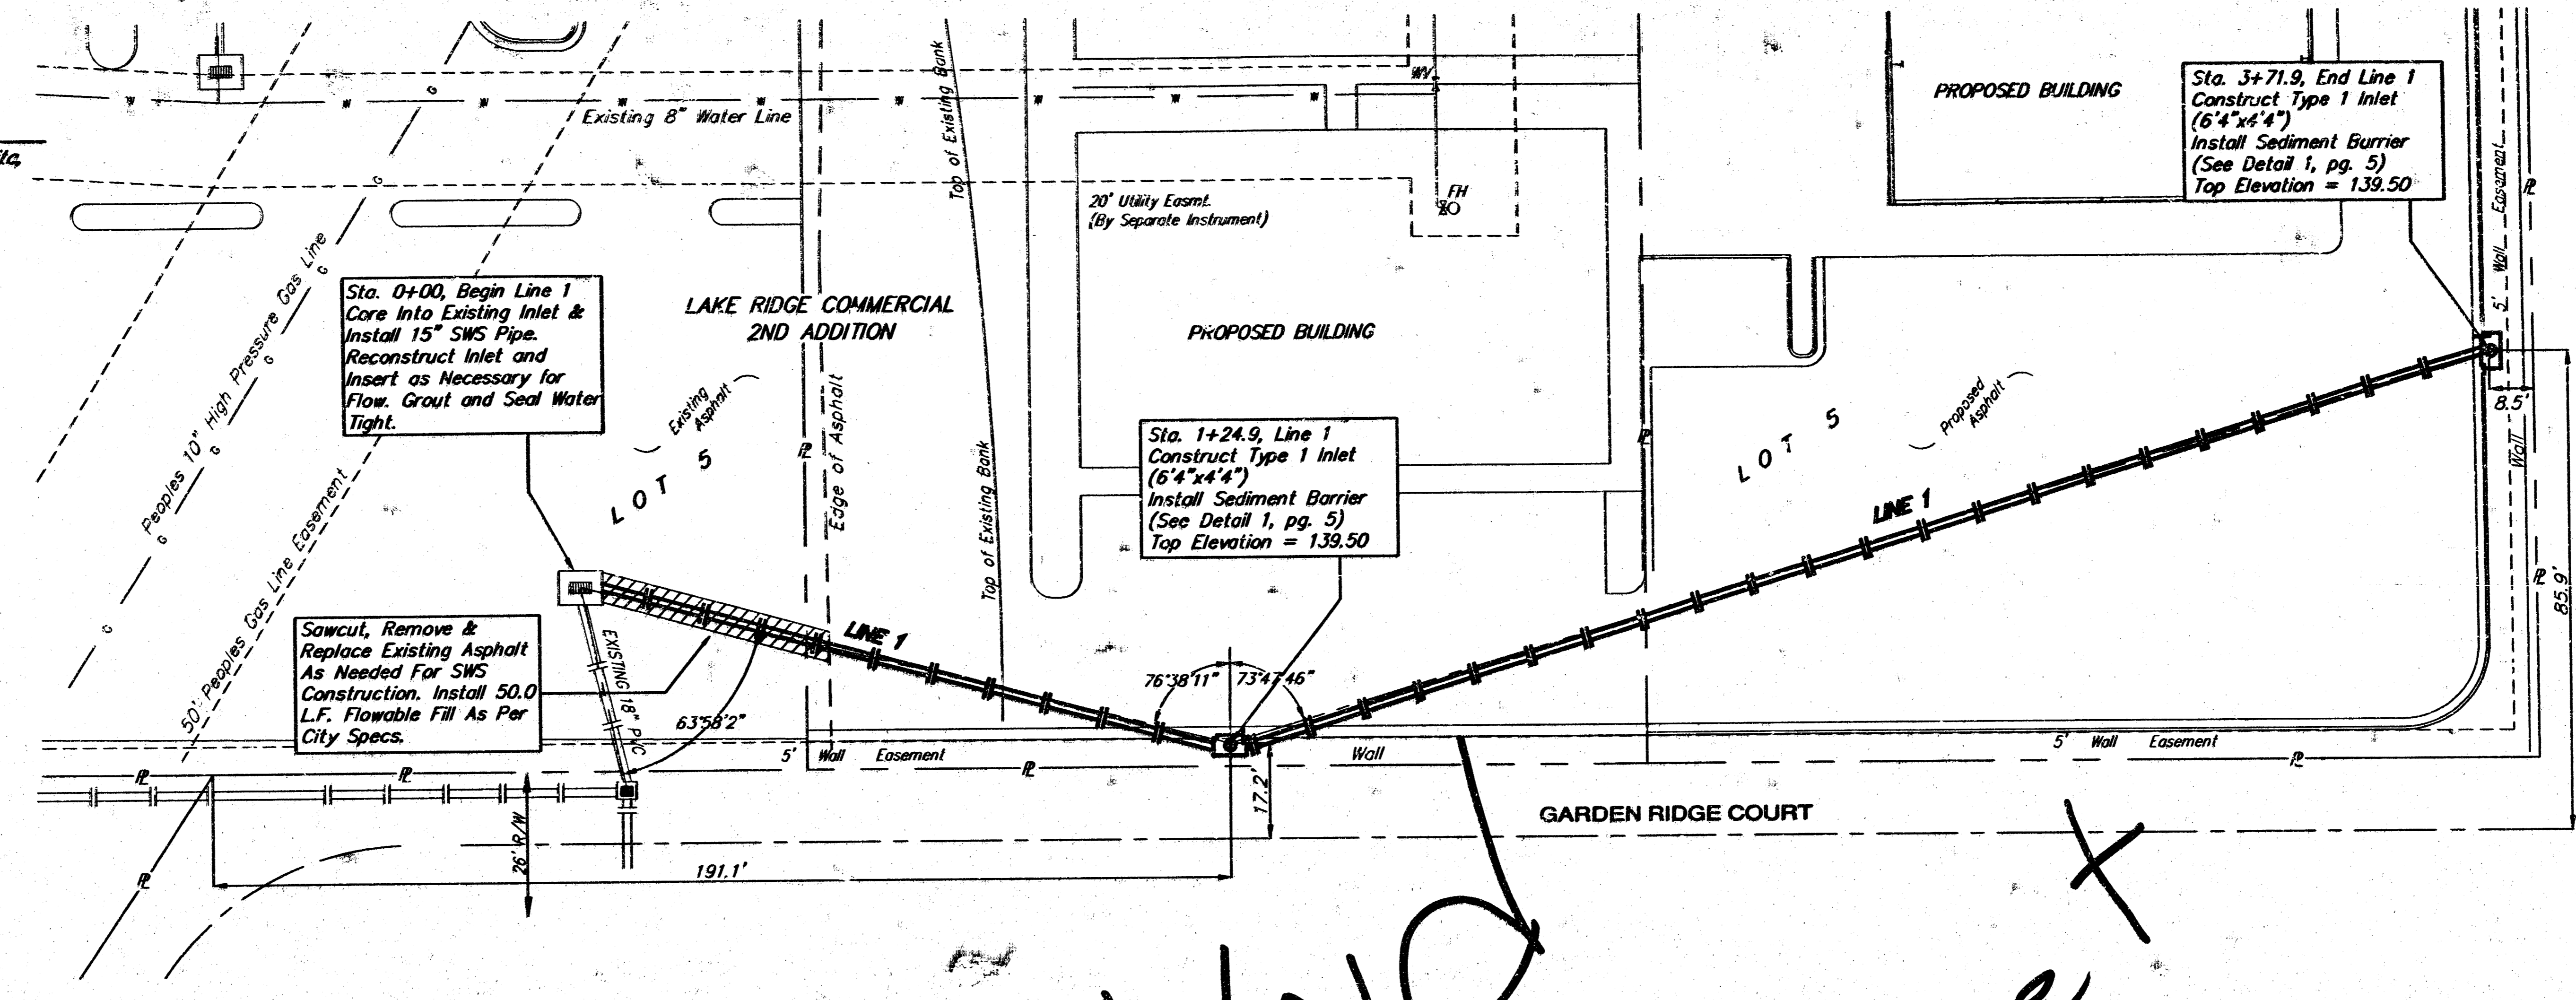 ita,
Existing 8" Water Line
W
WV
FH
Top of Existing Bank
20' Utility Easmt.
(By Separate Instrument)
PROPOSED BUILDING
Sta. 3+71.9, End Line 1
Construct Type 1 Inlet
(6'4"x4'4")
Install Sediment Barrier
(See Detail 1, pg. 5)
Top Elevation = 139.50
5' Wall Easement
Peoples 10" High Pressure Gas Line
G
50' Peoples Gas Line Easement
Sta. 0+00, Begin Line 1
Core Into Existing Inlet &
Install 15" SWS Pipe.
Reconstruct Inlet and
Insert as Necessary for
Flow. Grout and Seal Water
Tight.
LAKE RIDGE COMMERCIAL
2ND ADDITION
Existing
Asphalt
LOT 5
Edge of Asphalt
Top of Existing Bank
PROPOSED BUILDING
Sta. 1+24.9, Line 1
Construct Type 1 Inlet
(6'4"x4'4")
Install Sediment Barrier
(See Detail 1, pg. 5)
Top Elevation = 139.50
LOT 5
Proposed
Asphalt
LINE 1
8.5'
Wall
85.9'
Sawcut, Remove &
Replace Existing Asphalt
As Needed For SWS
Construction. Install 50.0
L.F. Flowable Fill As Per
City Specs.
EXISTING 18" PVC
LINE 1
63°58'2"
76°38'11"
73°47'46"
5' Wall Easement
Wall
5' Wall Easement
PL
17.2'
GARDEN RIDGE COURT
26' R/W
191.1'